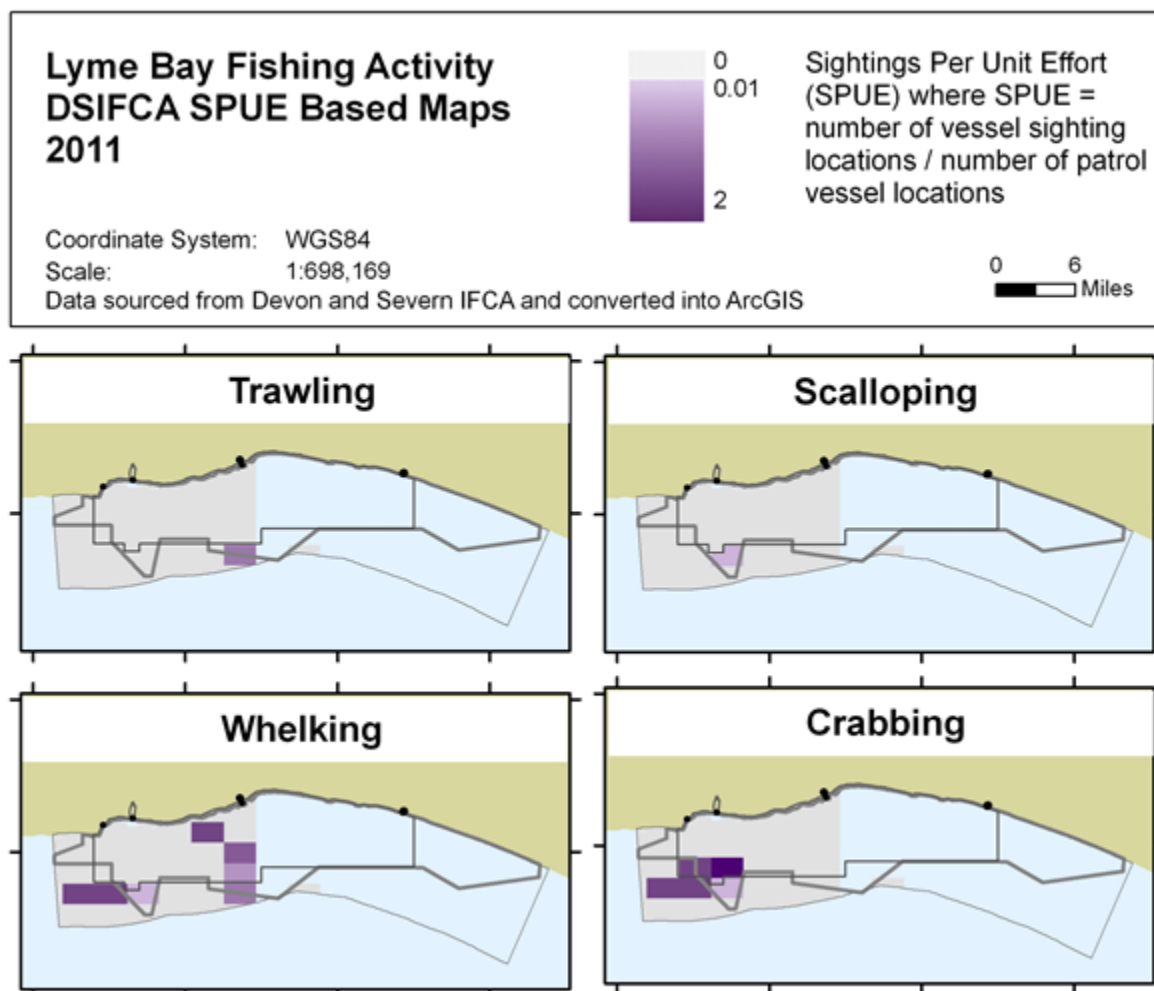 Lyme Bay Fishing Activity
DSIFCA SPUE Based Maps
2011
Coordinate System: WGS84
Scale: 1:698,169
Data sourced from Devon and Severn IFCA and converted into ArcGIS
0
0.01
2
Sightings Per Unit Effort
(SPUE) where SPUE =
number of vessel sighting
locations / number of patrol
vessel locations
0 6
Miles
Trawling
Scalloping
Whelking
Crabbing